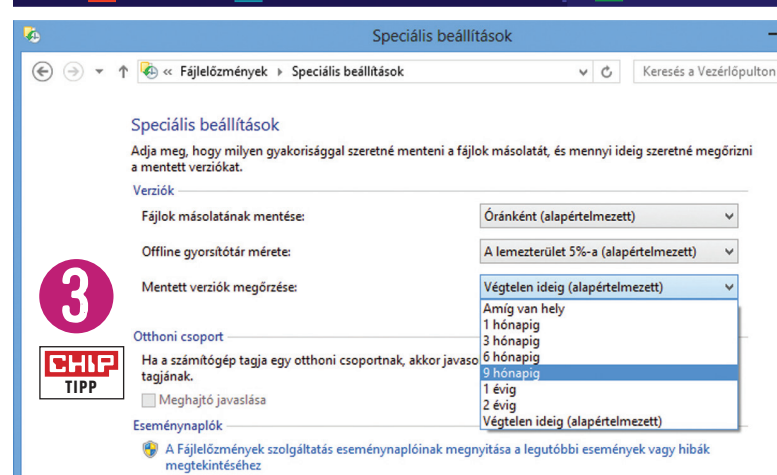 Speciális beállítások
« Fájlelőzmények ▸ Speciális beállítások
Keresés a Vezérlőpulton
Speciális beállítások
Adja meg, hogy milyen gyakorisággal szeretné menteni a fájlok másolatát, és mennyi ideig szeretné megőrizni
a mentett verziókat.
Verziók
Fájlok másolatának mentése: Óránként (alapértelmezett)
Offline gyorsítótár mérete: A lemezterület 5%-a (alapértelmezett)
Mentett verziók megőrzése: Végtelen ideig (alapértelmezett)
Amíg van hely
1 hónapig
3 hónapig
6 hónapig
9 hónapig
1 évig
2 évig
Végtelen ideig (alapértelmezett)
3
CHIP
TIPP
Otthoni csoport
Ha a számítógép tagja egy otthoni csoportnak, akkor javaso
tagjának.
Meghajtó javaslása
Eseménynaplók
A Fájlelőzmények szolgáltatás eseménynaplóinak megnyitása a legutóbbi események vagy hibák
megtekintéséhez